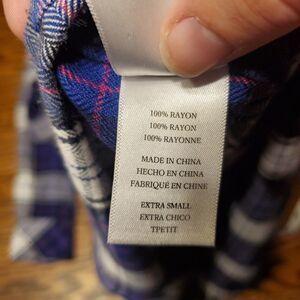 100% RAYON
100% RAYON
100% RAYONNE
MADE IN CHINA
HECHO EN CHINA
FABRIQUÉ EN CHINE
EXTRA SMALL
EXTRA CHICO
TPETIT